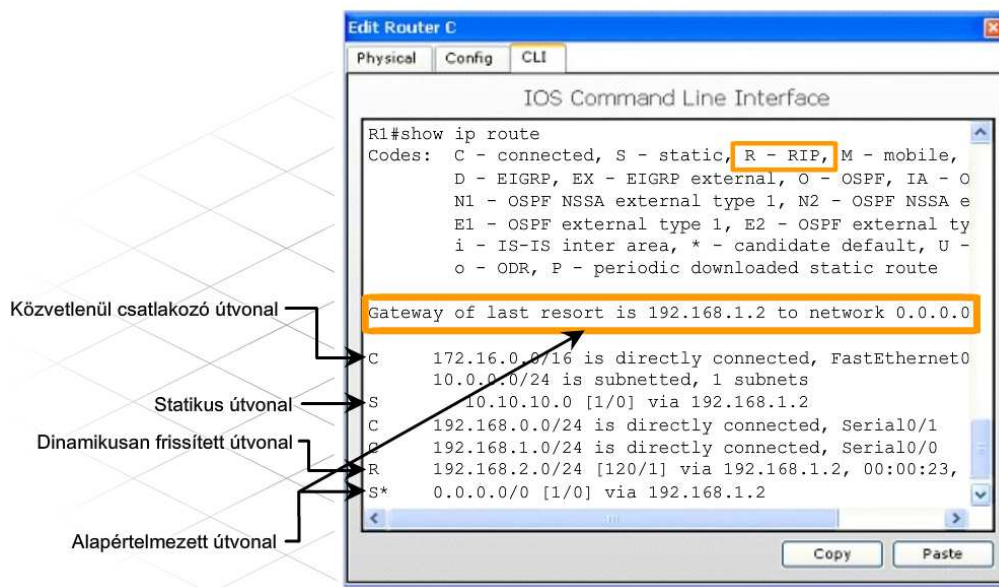 Edit Router C
Physical Config CLI
IOS Command Line Interface
R1#show ip route
Codes: C - connected, S - static, R - RIP, M - mobile,
D - EIGRP, EX - EIGRP external, O - OSPF, IA - O
N1 - OSPF NSSA external type 1, N2 - OSPF NSSA e
E1 - OSPF external type 1, E2 - OSPF external ty
i - IS-IS inter area, * - candidate default, U -
o - ODR, P - periodic downloaded static route
Gateway of last resort is 192.168.1.2 to network 0.0.0.0
Közvetlenül csatlakozó útvonal
C 172.16.0.0/16 is directly connected, FastEthernet0
10.0.0.0/24 is subnetted, 1 subnets
Statikus útvonal
S 10.10.10.0 [1/0] via 192.168.1.2
C 192.168.0.0/24 is directly connected, Serial0/1
Dinamikusan frissített útvonal
C 192.168.1.0/24 is directly connected, Serial0/0
R 192.168.2.0/24 [120/1] via 192.168.1.2, 00:00:23,
S* 0.0.0.0/0 [1/0] via 192.168.1.2
Alapértelmezett útvonal
Copy Paste